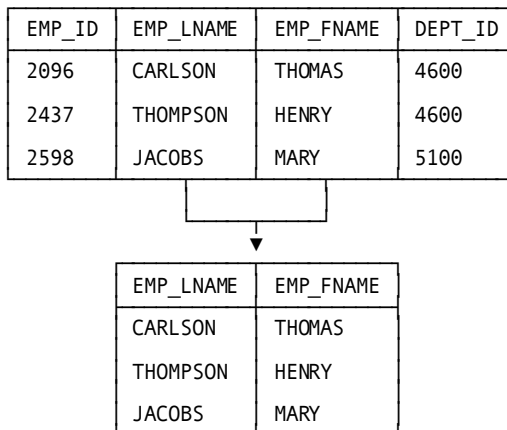 EMP_ID EMP_LNAME EMP_FNAME DEPT_ID
2096 CARLSON THOMAS 4600
2437 THOMPSON HENRY 4600
2598 JACOBS MARY 5100
EMP_LNAME EMP_FNAME
CARLSON THOMAS
THOMPSON HENRY
JACOBS MARY